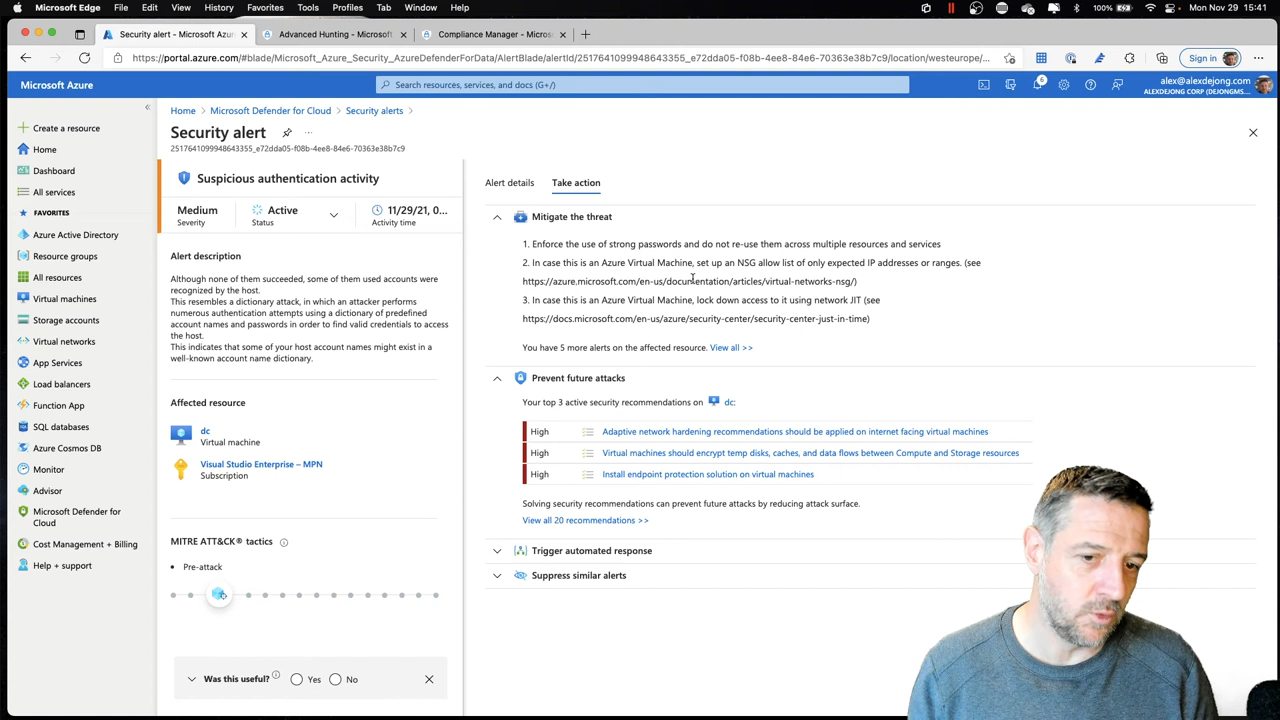 Microsoft Edge File Edit View History Favorites Tools Profiles Tab Window Help 100% Mon Nov 29 15:41
Security alert - Microsoft Azur
Advanced Hunting - Microsoft
Compliance Manager - Micros
https://portal.azure.com/#blade/Microsoft_Azure_Security_AzureDefenderForData/AlertBlade/alertId/2517641099948643355_e72dda05-f08b-4ee8-84e6-70363e38b7c9/location/westeurope/...
Sign in
Microsoft Azure
Search resources, services, and docs (G+/)
6
alex@alexdejong.com
ALEXDEJONG CORP (DEJONGMS...
Create a resource
Home
Dashboard
All services
FAVORITES
Azure Active Directory
Resource groups
All resources
Virtual machines
Storage accounts
Virtual networks
App Services
Load balancers
Function App
SQL databases
Azure Cosmos DB
Monitor
Advisor
Microsoft Defender for
Cloud
Cost Management + Billing
Help + support
Home > Microsoft Defender for Cloud > Security alerts >
Security alert
2517641099948643355_e72dda05-f08b-4ee8-84e6-70363e38b7c9
Suspicious authentication activity
Medium
Severity
Active
Status
11/29/21, 0...
Activity time
Alert description
Although none of them succeeded, some of them used accounts were
recognized by the host.
This resembles a dictionary attack, in which an attacker performs
numerous authentication attempts using a dictionary of predefined
account names and passwords in order to find valid credentials to access
the host.
This indicates that some of your host account names might exist in a
well-known account name dictionary.
Affected resource
dc
Virtual machine
Visual Studio Enterprise – MPN
Subscription
MITRE ATT&CK® tactics
Pre-attack
Was this useful?
Yes
No
Alert details
Take action
Mitigate the threat
1. Enforce the use of strong passwords and do not re-use them across multiple resources and services
2. In case this is an Azure Virtual Machine, set up an NSG allow list of only expected IP addresses or ranges. (see
https://azure.microsoft.com/en-us/documentation/articles/virtual-networks-nsg/)
3. In case this is an Azure Virtual Machine, lock down access to it using network JIT (see
https://docs.microsoft.com/en-us/azure/security-center/security-center-just-in-time)
You have 5 more alerts on the affected resource. View all >>
Prevent future attacks
Your top 3 active security recommendations on dc:
High Adaptive network hardening recommendations should be applied on internet facing virtual machines
High Virtual machines should encrypt temp disks, caches, and data flows between Compute and Storage resources
High Install endpoint protection solution on virtual machines
Solving security recommendations can prevent future attacks by reducing attack surface.
View all 20 recommendations >>
Trigger automated response
Suppress similar alerts